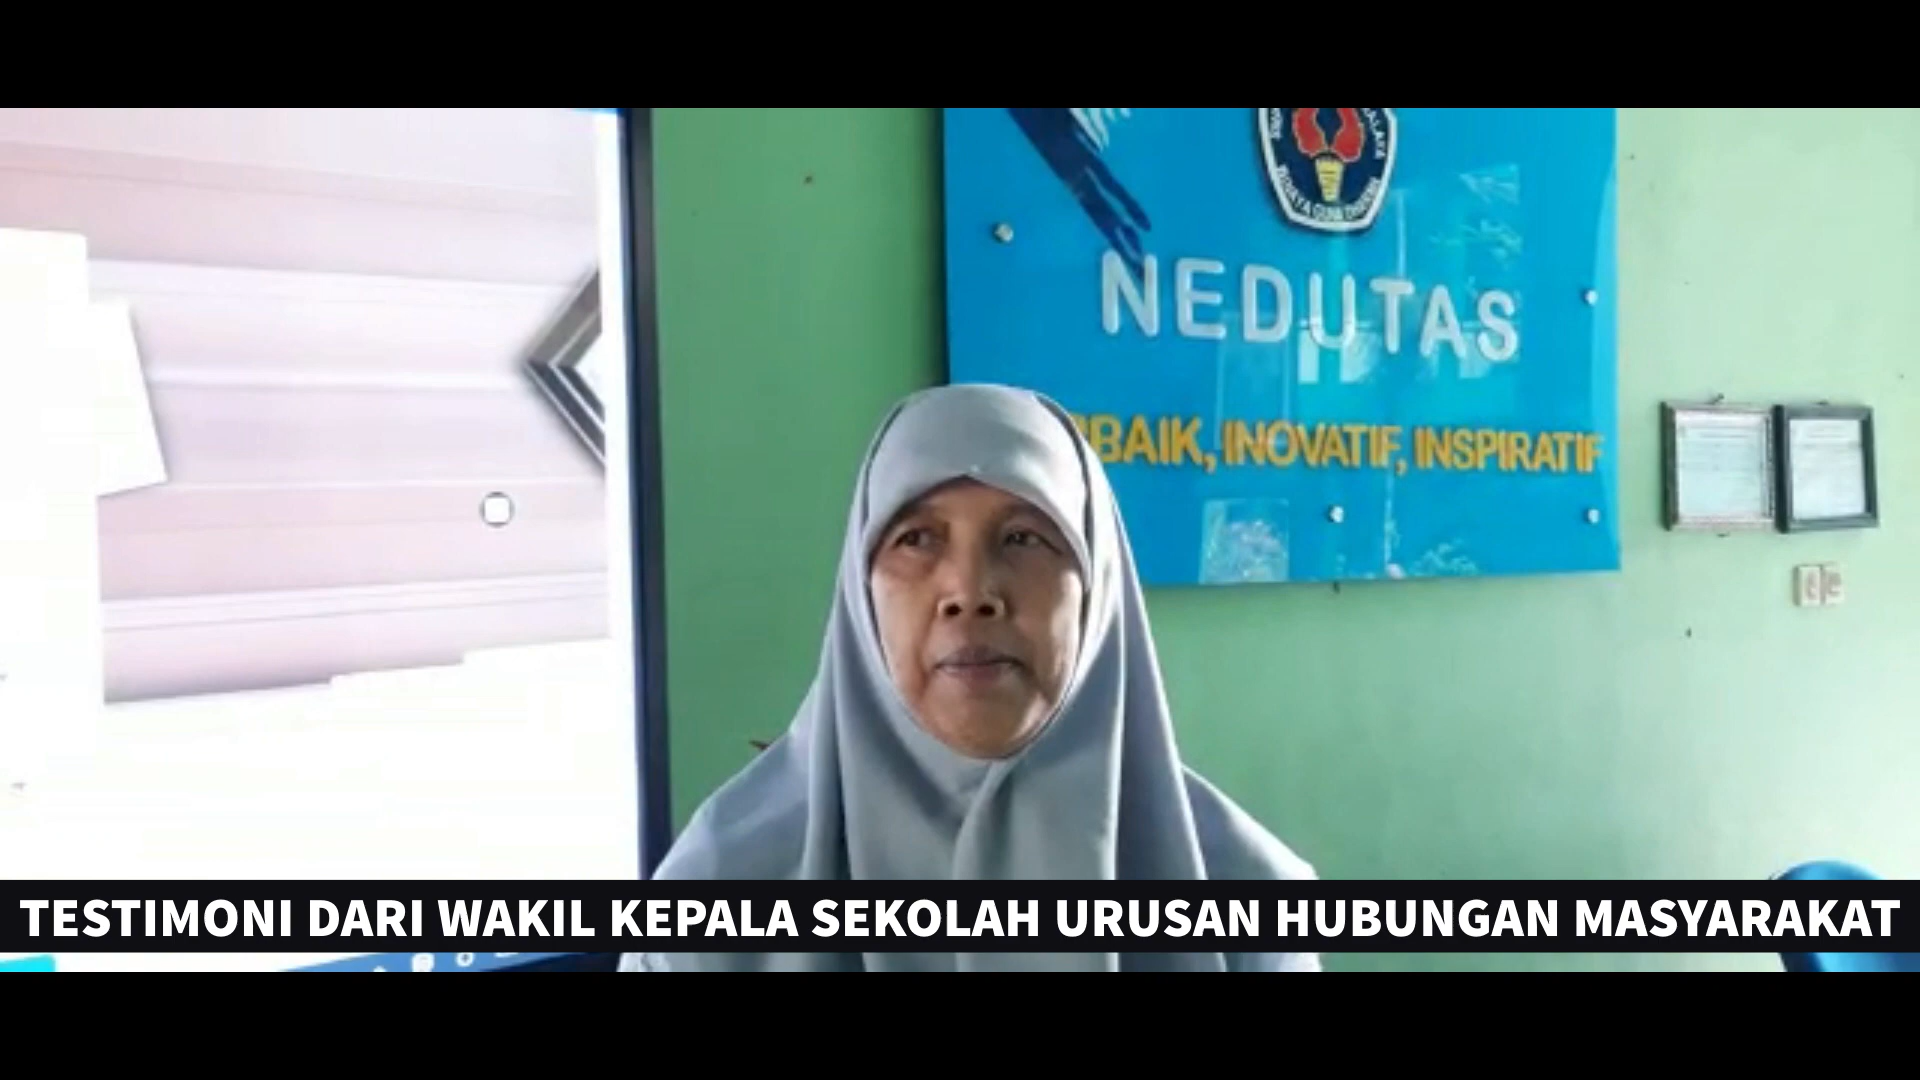 NEDUTAS
BAIK, INOVATIF, INSPIRATIF
TESTIMONI DARI WAKIL KEPALA SEKOLAH URUSAN HUBUNGAN MASYARAKAT